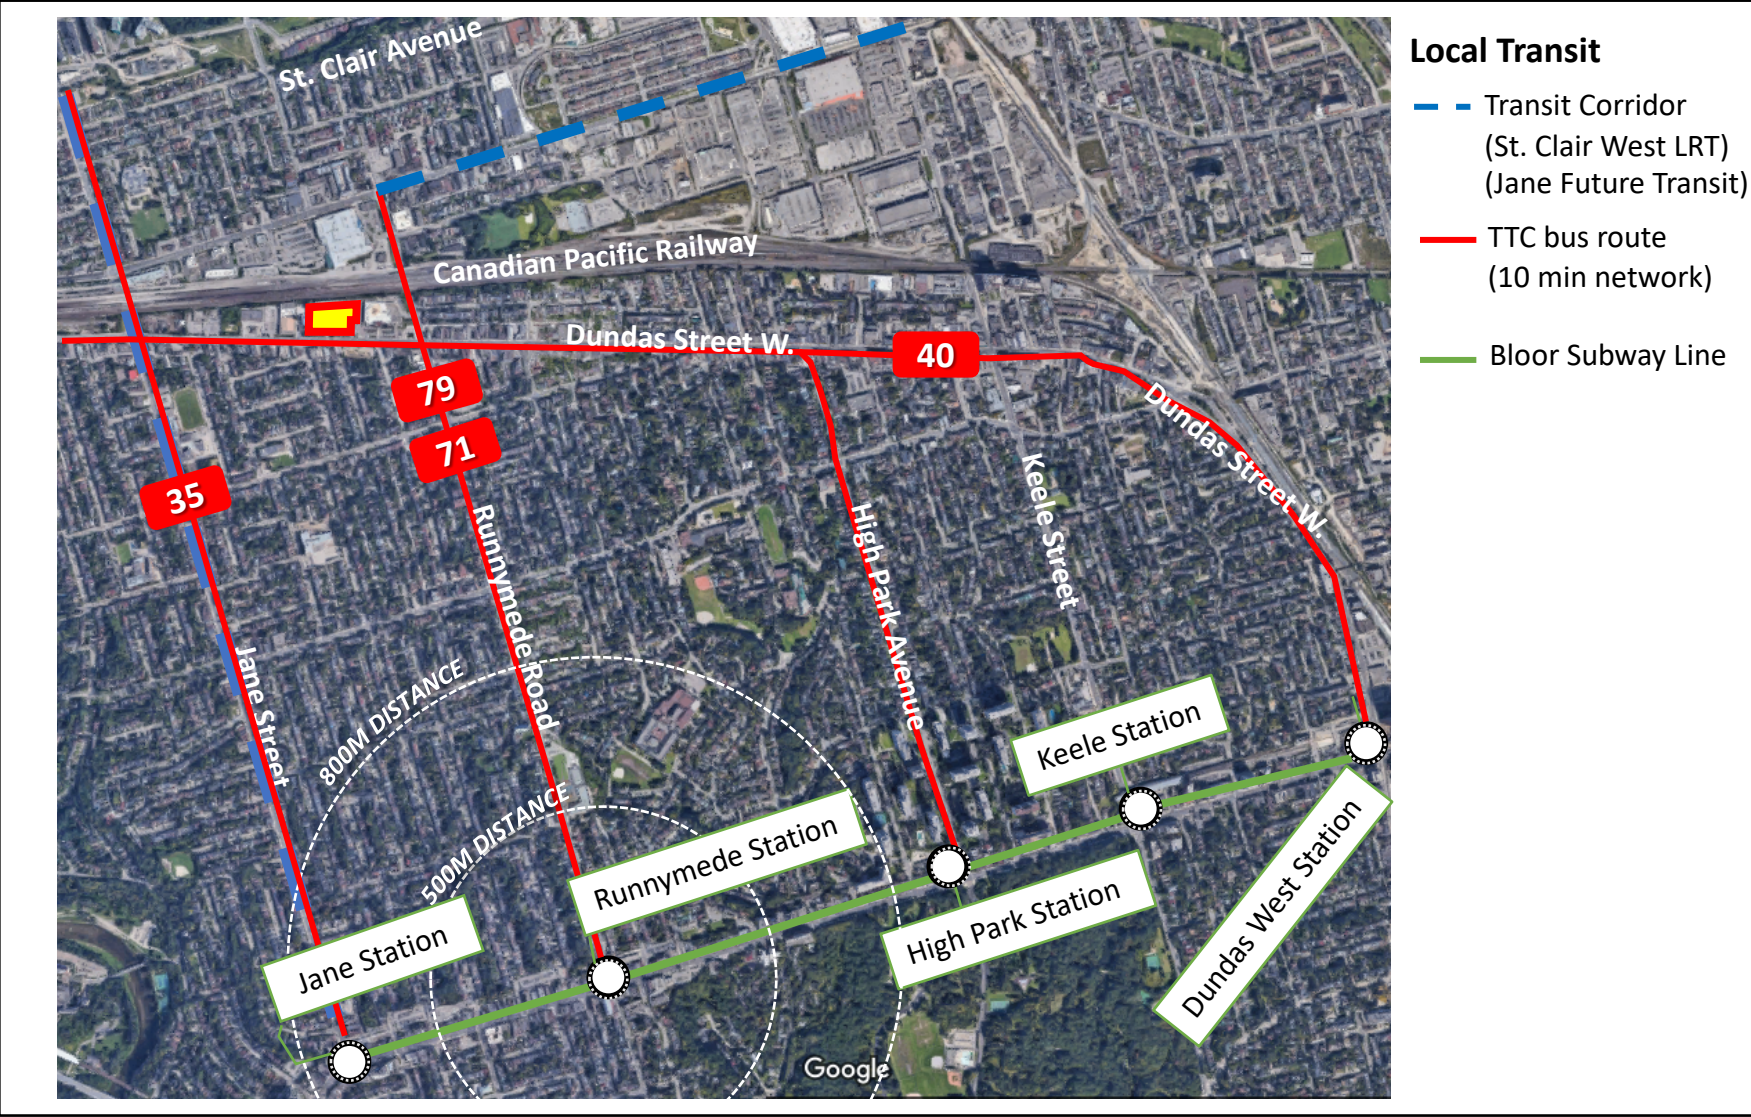 St. Clair Avenue
Canadian Pacific Railway
Dundas Street W.
40
79
71
35
Dundas Street W.
Keele Street
High Park Avenue
Runnymede Road
Jane Street
800M DISTANCE
500M DISTANCE
Keele Station
Runnymede Station
High Park Station
Dundas West Station
Jane Station
Google
Local Transit
Transit Corridor
(St. Clair West LRT)
(Jane Future Transit)
TTC bus route
(10 min network)
Bloor Subway Line